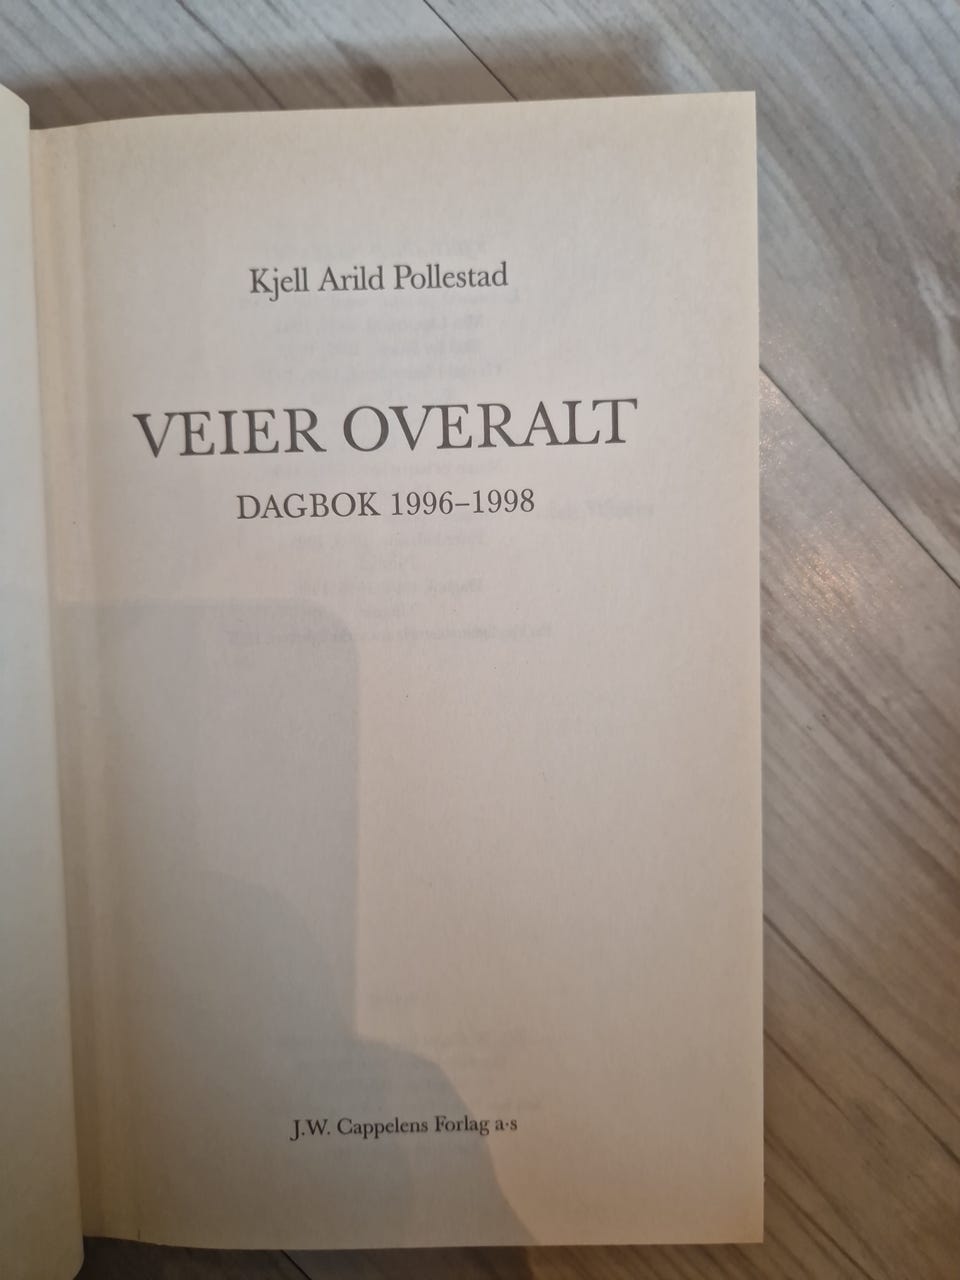 Kjell Arild Pollestad
VEIER OVERALT
DAGBOK 1996–1998
J.W. Cappelens Forlag a·s